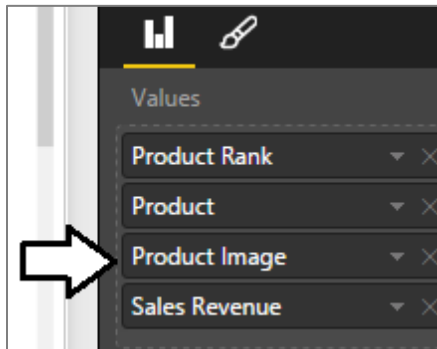 Values
Product Rank
Product
Product Image
Sales Revenue